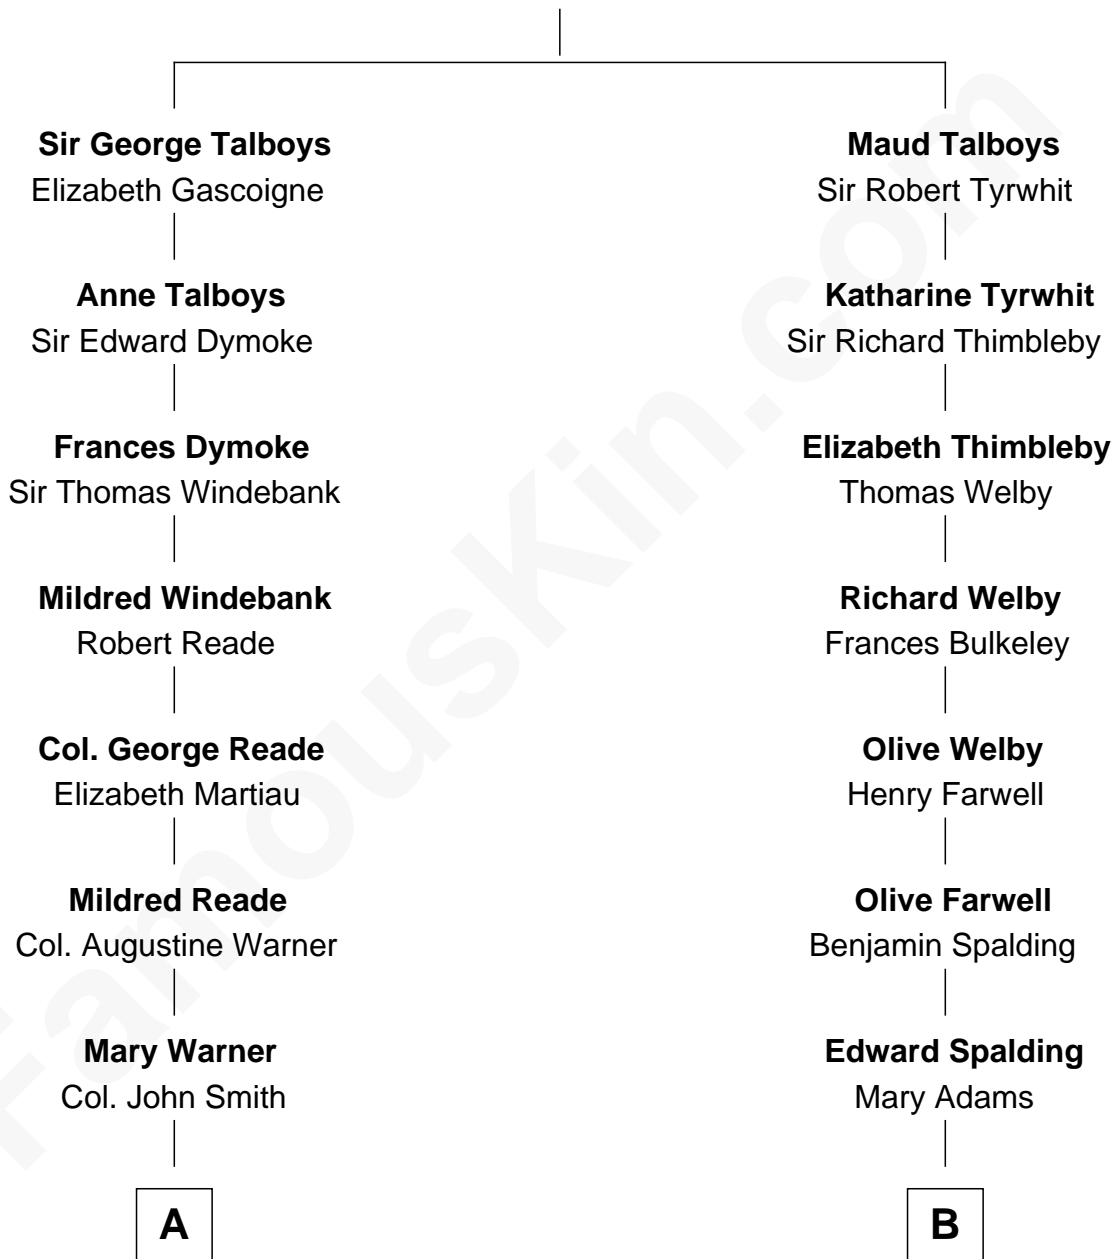 Sir George Talboys
Elizabeth Gascoigne
Anne Talboys
Sir Edward Dymoke
Frances Dymoke
Sir Thomas Windebank
Mildred Windebank
Robert Reade
Col. George Reade
Elizabeth Martiau
Mildred Reade
Col. Augustine Warner
Mary Warner
Col. John Smith
A
Maud Talboys
Sir Robert Tyrwhit
Katharine Tyrwhit
Sir Richard Thimbleby
Elizabeth Thimbleby
Thomas Welby
Richard Welby
Frances Bulkeley
Olive Welby
Henry Farwell
Olive Farwell
Benjamin Spalding
Edward Spalding
Mary Adams
B
FamousKin.com